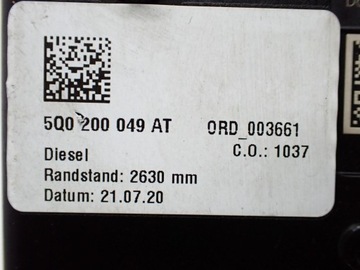 5Q0 200 049 AT ORD_003661
C.O.: 1037
Diesel
Randstand: 2630 mm
Datum: 21.07.20